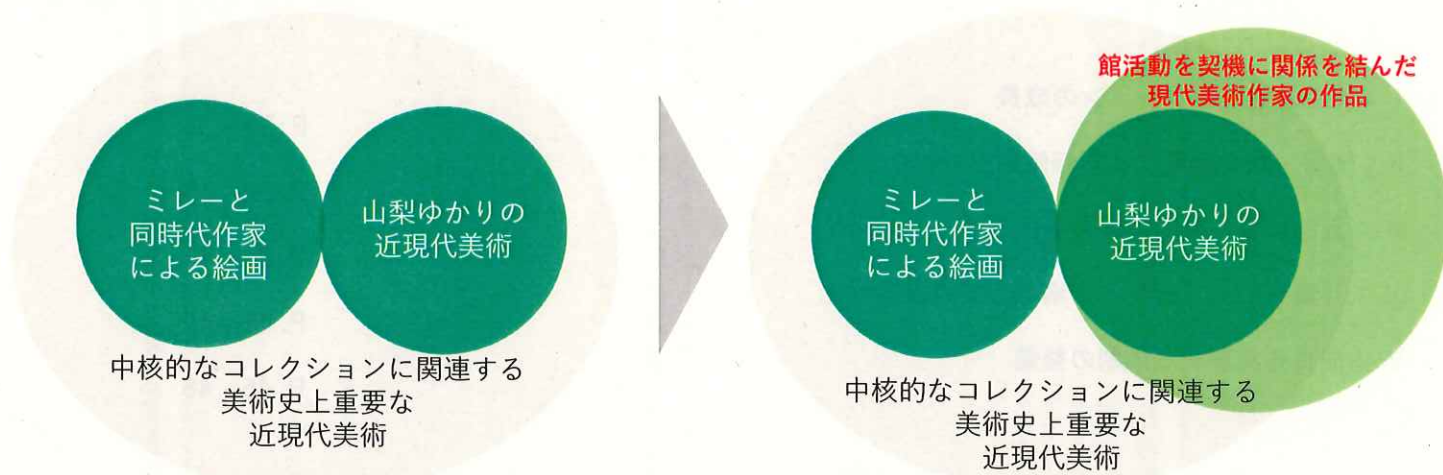 ミレーと
同時代作家
による絵画
山梨ゆかりの
近現代美術
中核的なコレクションに関連する
美術史上重要な
近現代美術
館活動を契機に関係を結んだ
現代美術作家の作品
ミレーと
同時代作家
による絵画
山梨ゆかりの
近現代美術
中核的なコレクションに関連する
美術史上重要な
近現代美術